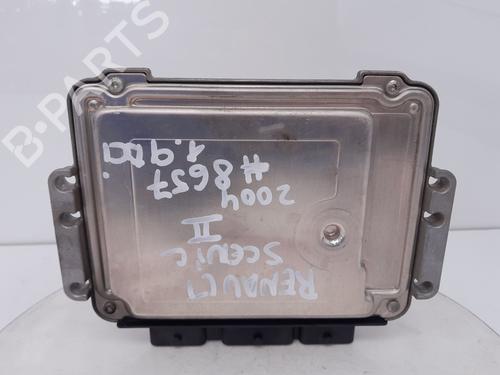 B-PARTS
RENAULT
SCENIC
II
2004
#8657
1.9DCI